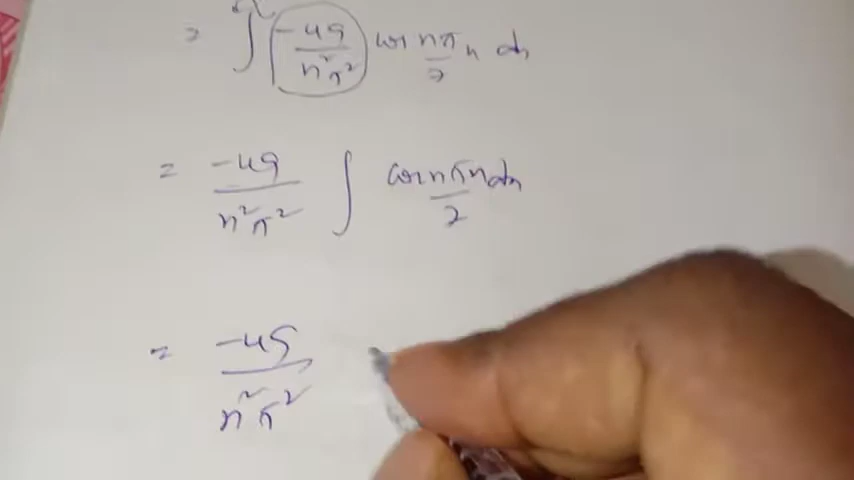 = ∫ -49/n²π² cos nπ/2 x dx
= -49/n²π² ∫ cos nπx/2 dx
= -49/n²π²